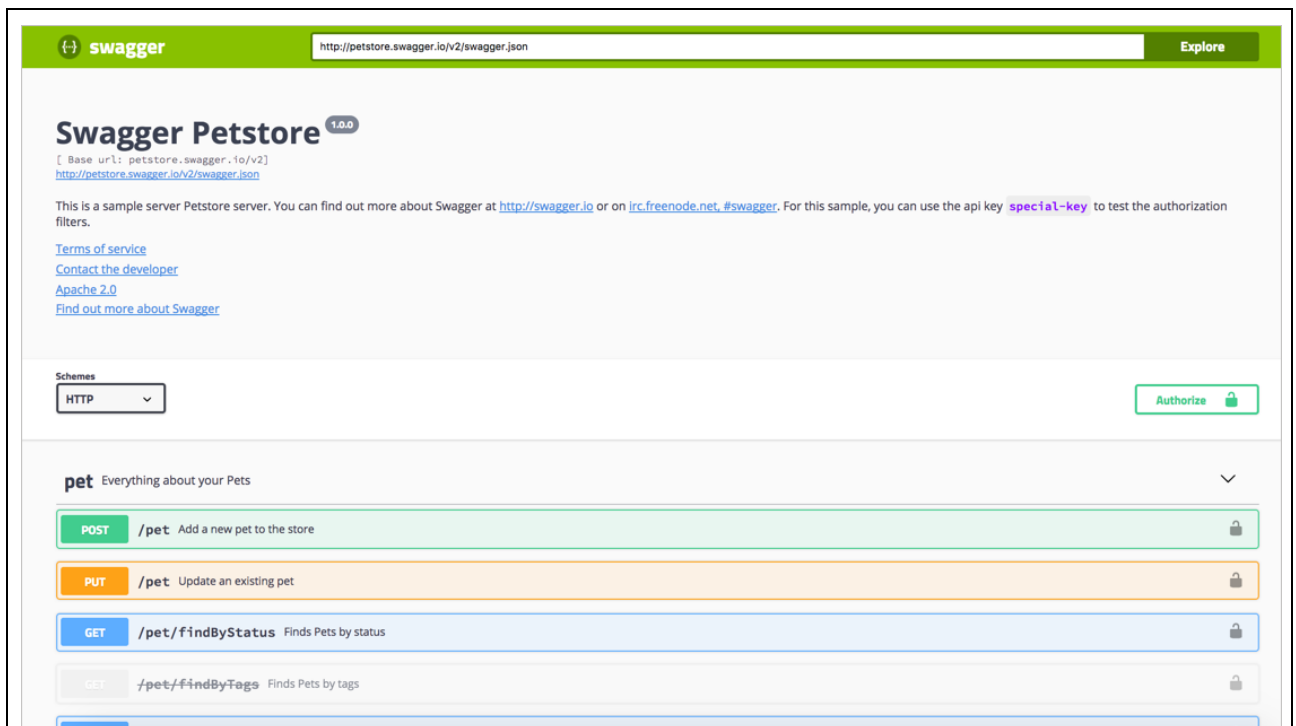 swagger
http://petstore.swagger.io/v2/swagger.json
Explore
Swagger Petstore 1.0.0
[ Base url: petstore.swagger.io/v2]
http://petstore.swagger.io/v2/swagger.json
This is a sample server Petstore server. You can find out more about Swagger at http://swagger.io or on irc.freenode.net, #swagger. For this sample, you can use the api key special-key to test the authorization
filters.
Terms of service
Contact the developer
Apache 2.0
Find out more about Swagger
Schemes
HTTP
Authorize
pet Everything about your Pets
POST /pet Add a new pet to the store
PUT /pet Update an existing pet
GET /pet/findByStatus Finds Pets by status
GET /pet/findByTags Finds Pets by tags